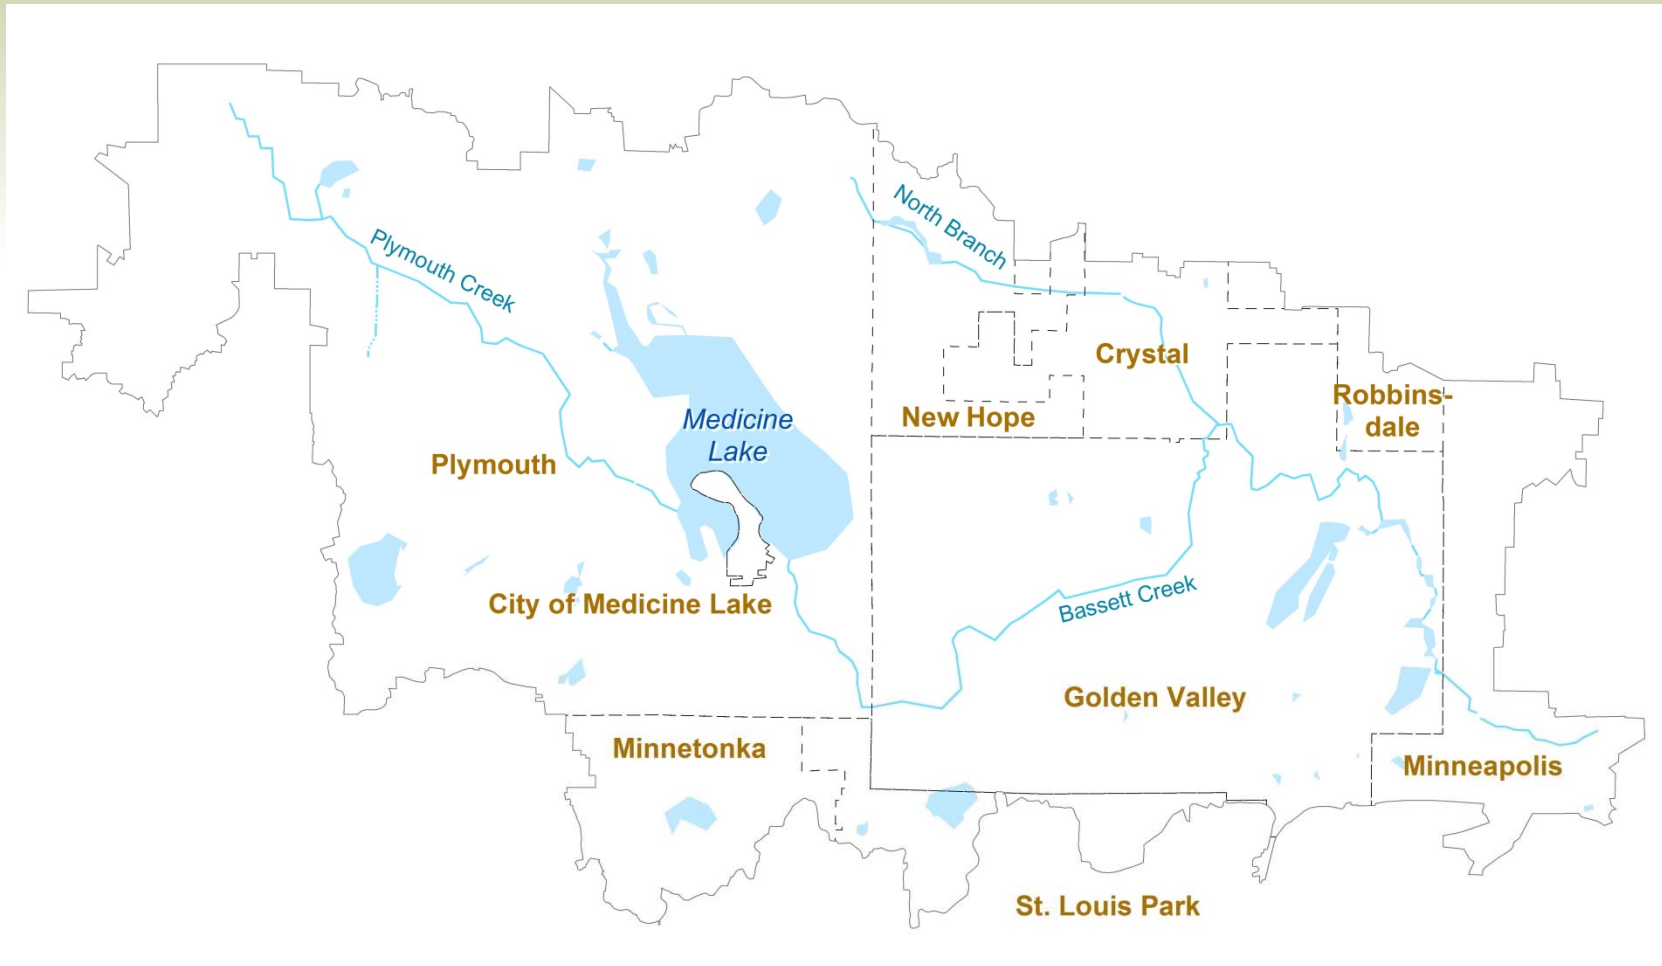 North Branch
Plymouth Creek
Crystal
Robbins-
dale
New Hope
Medicine
Lake
Plymouth
Bassett Creek
City of Medicine Lake
Golden Valley
Minnetonka
Minneapolis
St. Louis Park